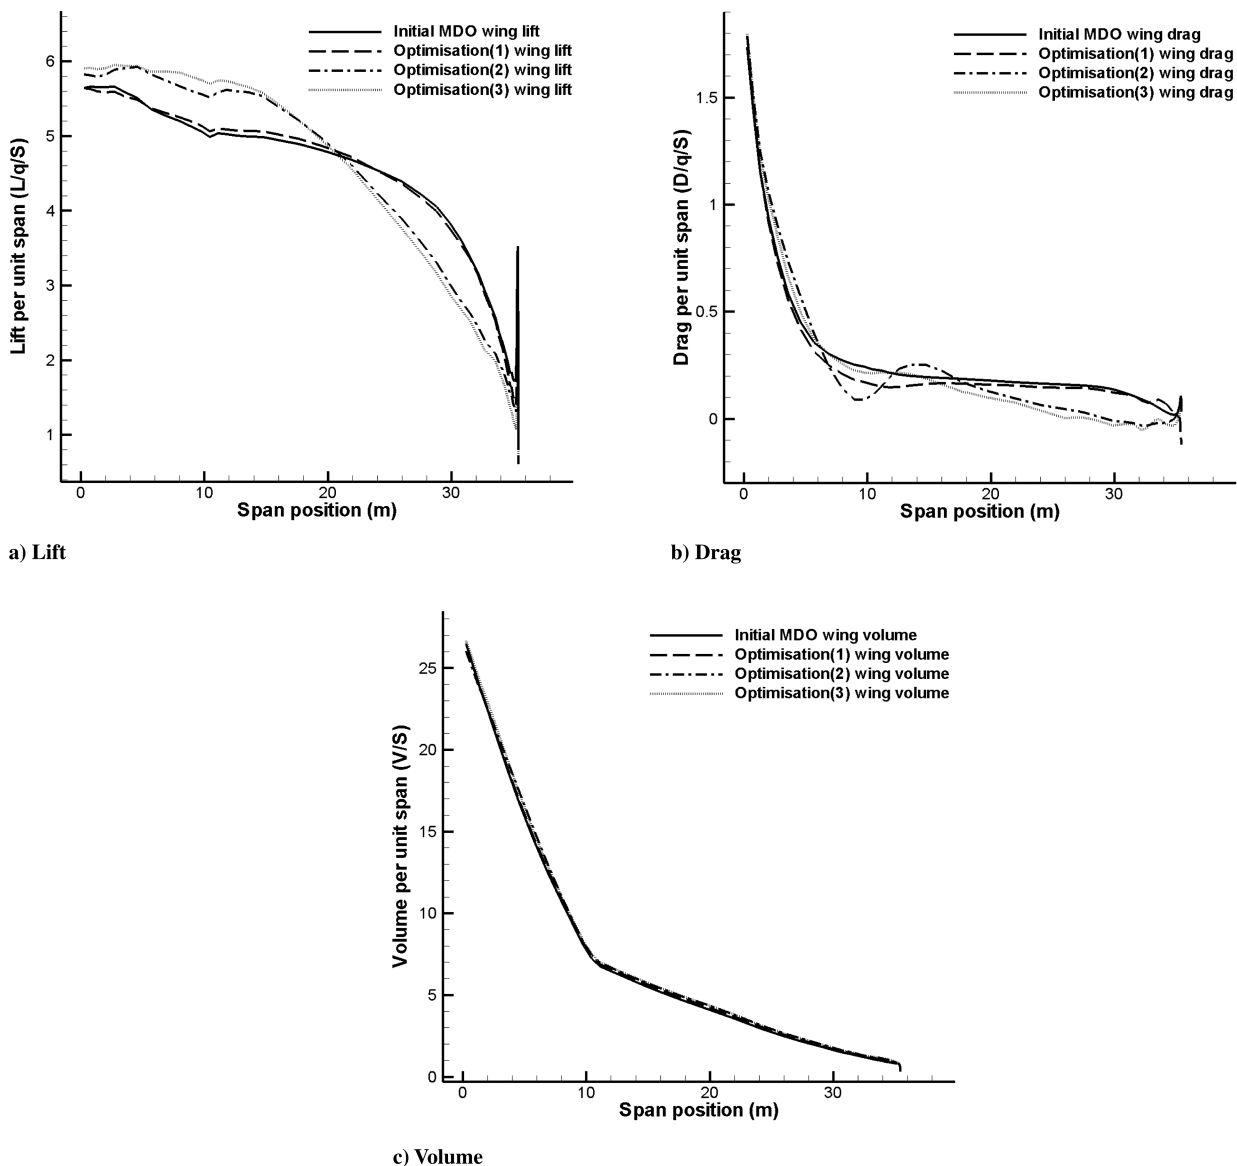 Initial MDO wing lift
Optimisation(1) wing lift
Optimisation(2) wing lift
Optimisation(3) wing lift
6
5
4
3
2
1
Lift per unit span (L/q/S)
0 10 20 30
Span position (m)
a) Lift
Initial MDO wing drag
Optimisation(1) wing drag
Optimisation(2) wing drag
Optimisation(3) wing drag
1.5
1
0.5
0
Drag per unit span (D/q/S)
0 10 20 30
Span position (m)
b) Drag
Initial MDO wing volume
Optimisation(1) wing volume
Optimisation(2) wing volume
Optimisation(3) wing volume
25
20
15
10
5
0
Volume per unit span (V/S)
0 10 20 30
Span position (m)
c) Volume